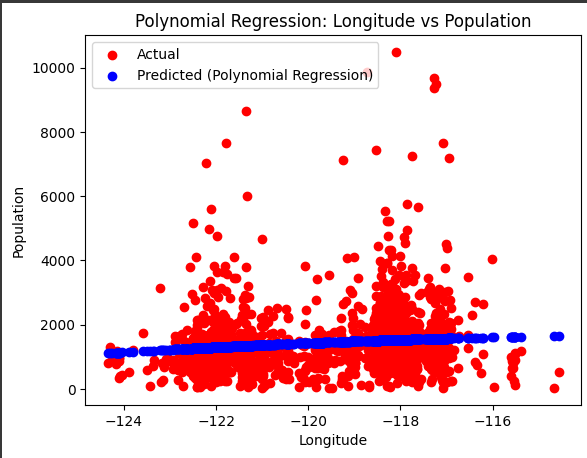 Polynomial Regression: Longitude vs Population
Actual
Predicted (Polynomial Regression)
10000
8000
6000
4000
2000
0
Population
−124
−122
−120
−118
−116
Longitude